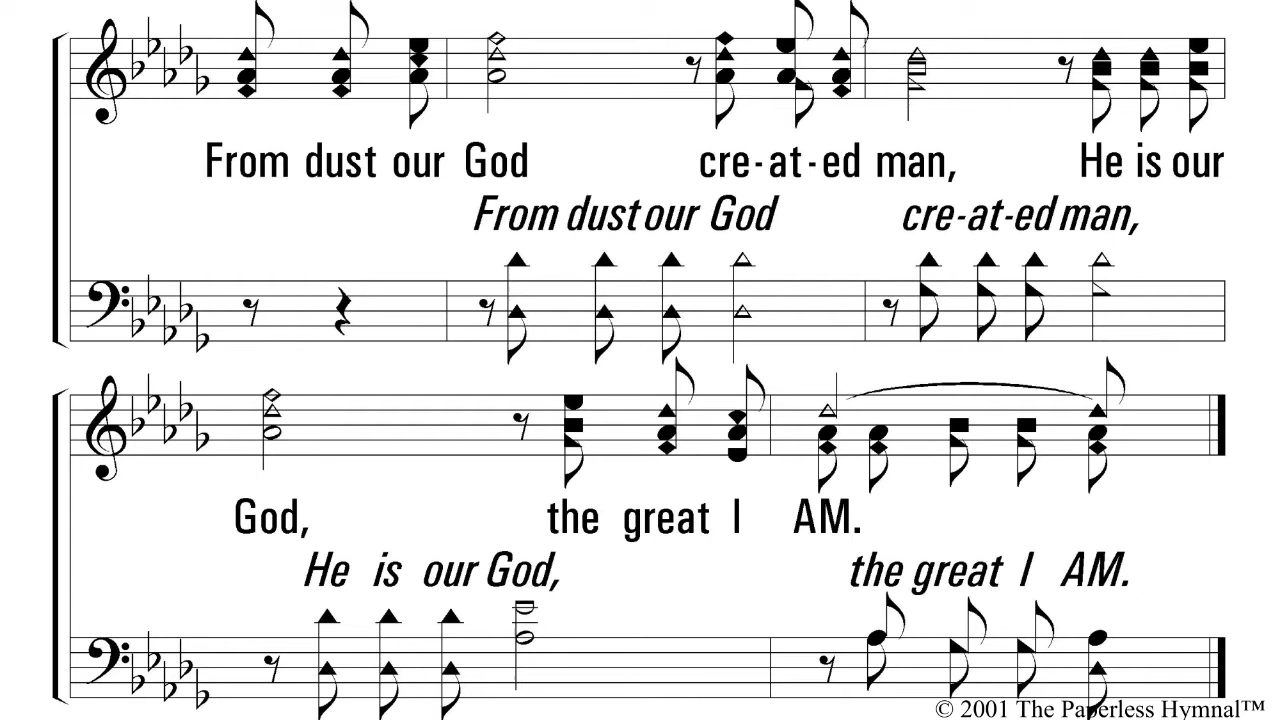 From dust our God cre-at-ed man, He is our
From dust our God cre-at-ed man,
God, the great I AM.
He is our God, the great I AM.
© 2001 The Paperless Hymnal™